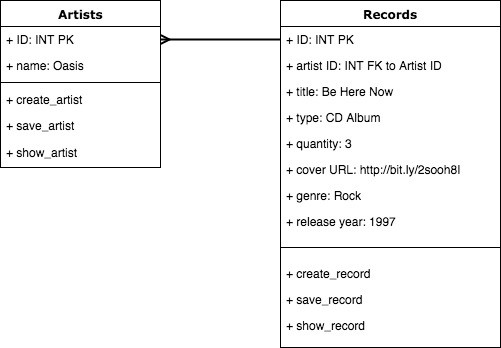 Artists
+ ID: INT PK
+ name: Oasis
+ create_artist
+ save_artist
+ show_artist
Records
+ ID: INT PK
+ artist ID: INT FK to Artist ID
+ title: Be Here Now
+ type: CD Album
+ quantity: 3
+ cover URL: http://bit.ly/2sooh8I
+ genre: Rock
+ release year: 1997
+ create_record
+ save_record
+ show_record